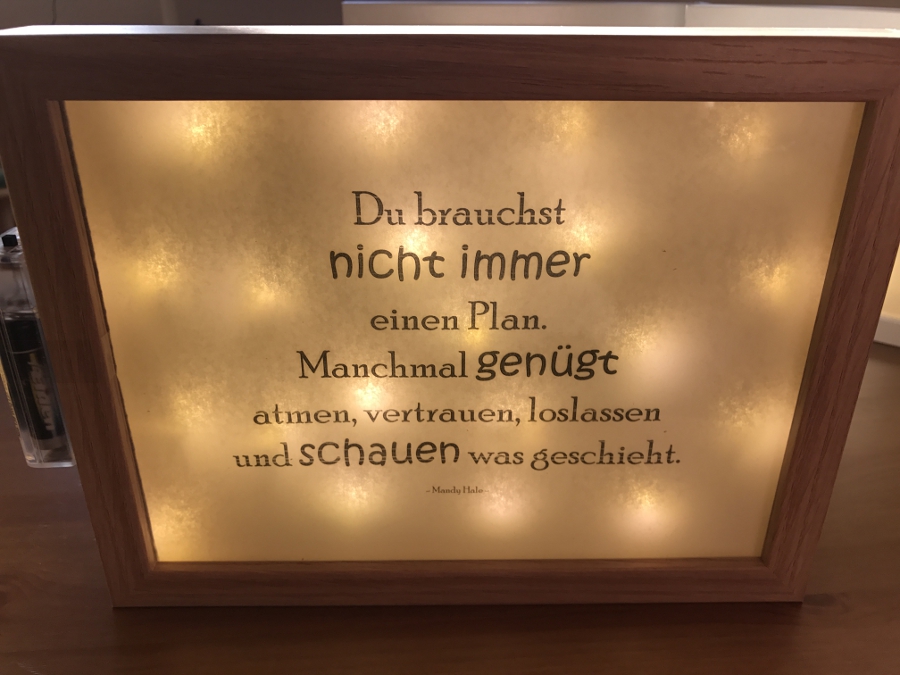 Du brauchst
nicht immer
einen Plan.
Manchmal genügt
atmen, vertrauen, loslassen
und schauen was geschieht.
- Mandy Hale -